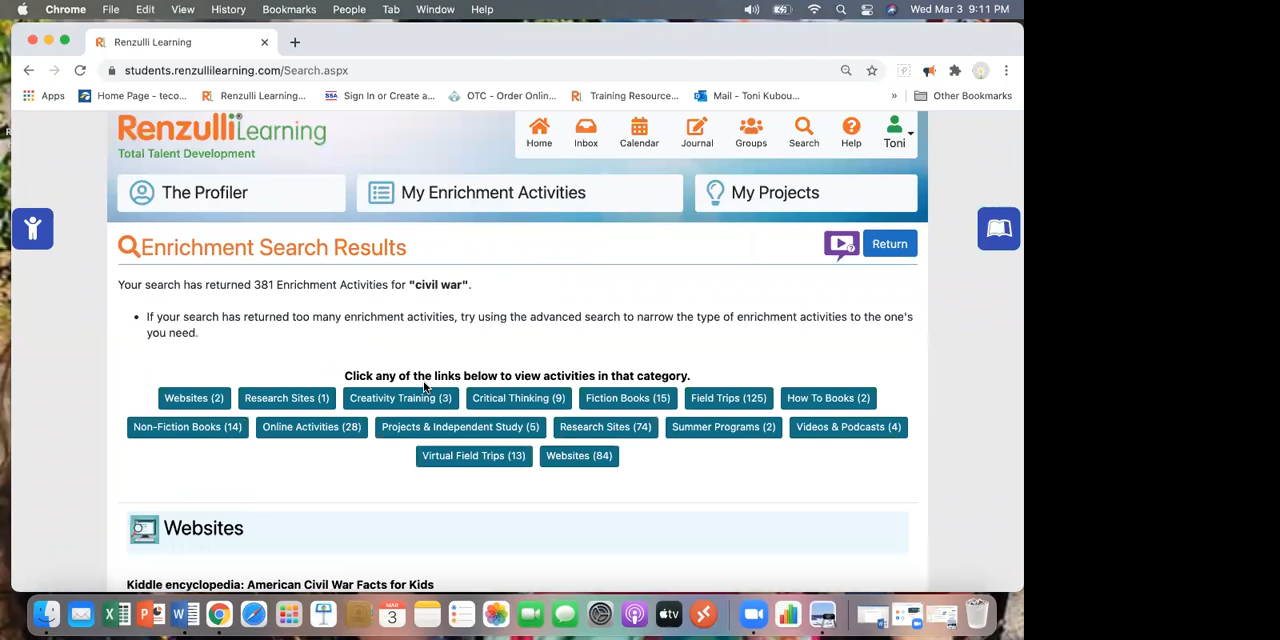 Chrome File Edit View History Bookmarks People Tab Window Help Wed Mar 3 9:11 PM
Renzulli Learning
students.renzullilearning.com/Search.aspx
Apps Home Page - teco... Renzulli Learning... Sign In or Create a... OTC - Order Onlin... Training Resource... Mail - Toni Kubou... » Other Bookmarks
RenzulliLearning
Total Talent Development
Home Inbox Calendar Journal Groups Search Help Toni
The Profiler My Enrichment Activities My Projects
Enrichment Search Results Return
Your search has returned 381 Enrichment Activities for "civil war".
• If your search has returned too many enrichment activities, try using the advanced search to narrow the type of enrichment activities to the one's
you need.
Click any of the links below to view activities in that category.
Websites (2) Research Sites (1) Creativity Training (3) Critical Thinking (9) Fiction Books (15) Field Trips (125) How To Books (2)
Non-Fiction Books (14) Online Activities (28) Projects & Independent Study (5) Research Sites (74) Summer Programs (2) Videos & Podcasts (4)
Virtual Field Trips (13) Websites (84)
Websites
Kiddle encyclopedia: American Civil War Facts for Kids
MAR
3
tv